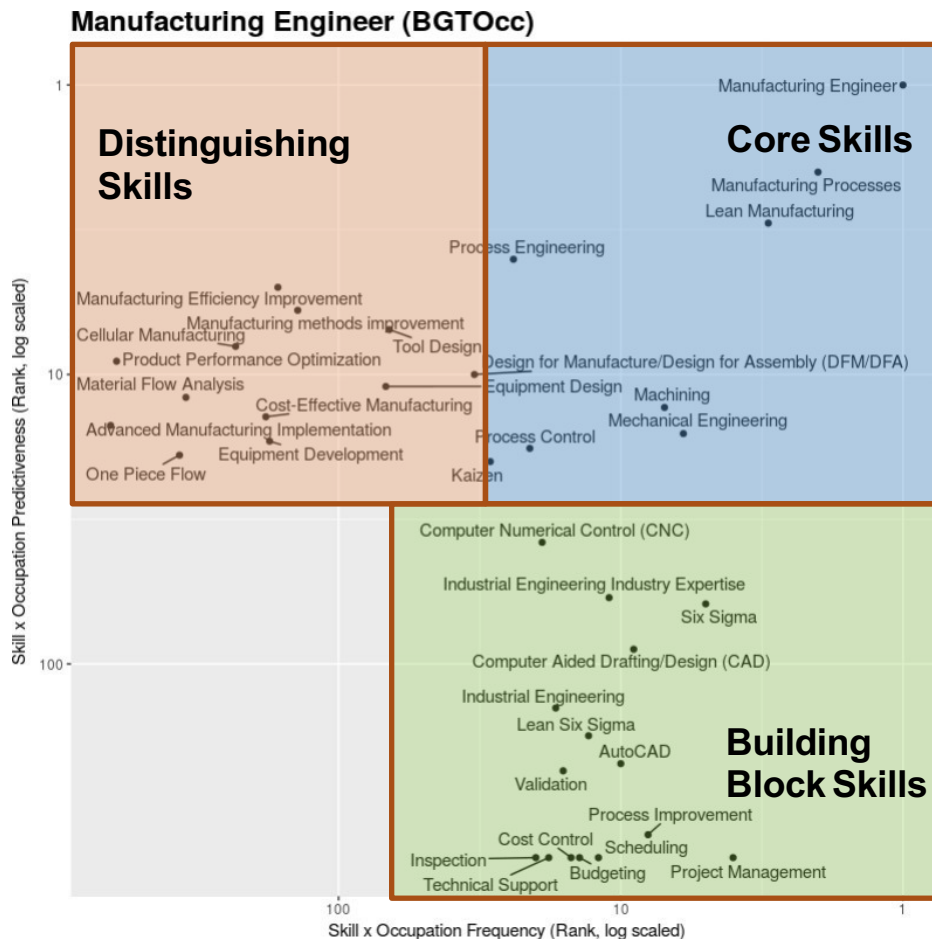 Manufacturing Engineer (BGTOcc)
Distinguishing
Skills
Core Skills
Manufacturing Engineer
Manufacturing Processes
Lean Manufacturing
Process Engineering
Manufacturing Efficiency Improvement
Manufacturing methods improvement
Cellular Manufacturing
Tool Design
Product Performance Optimization
Design for Manufacture/Design for Assembly (DFM/DFA)
Material Flow Analysis
Equipment Design
Machining
Cost-Effective Manufacturing
Mechanical Engineering
Advanced Manufacturing Implementation
Process Control
Equipment Development
One Piece Flow
Kaizen
Computer Numerical Control (CNC)
Industrial Engineering Industry Expertise
Six Sigma
Computer Aided Drafting/Design (CAD)
Industrial Engineering
Lean Six Sigma
AutoCAD
Building
Block Skills
Validation
Process Improvement
Cost Control
Scheduling
Inspection
Budgeting
Project Management
Technical Support
1
10
100
Skill x Occupation Predictiveness (Rank, log scaled)
100
10
1
Skill x Occupation Frequency (Rank, log scaled)